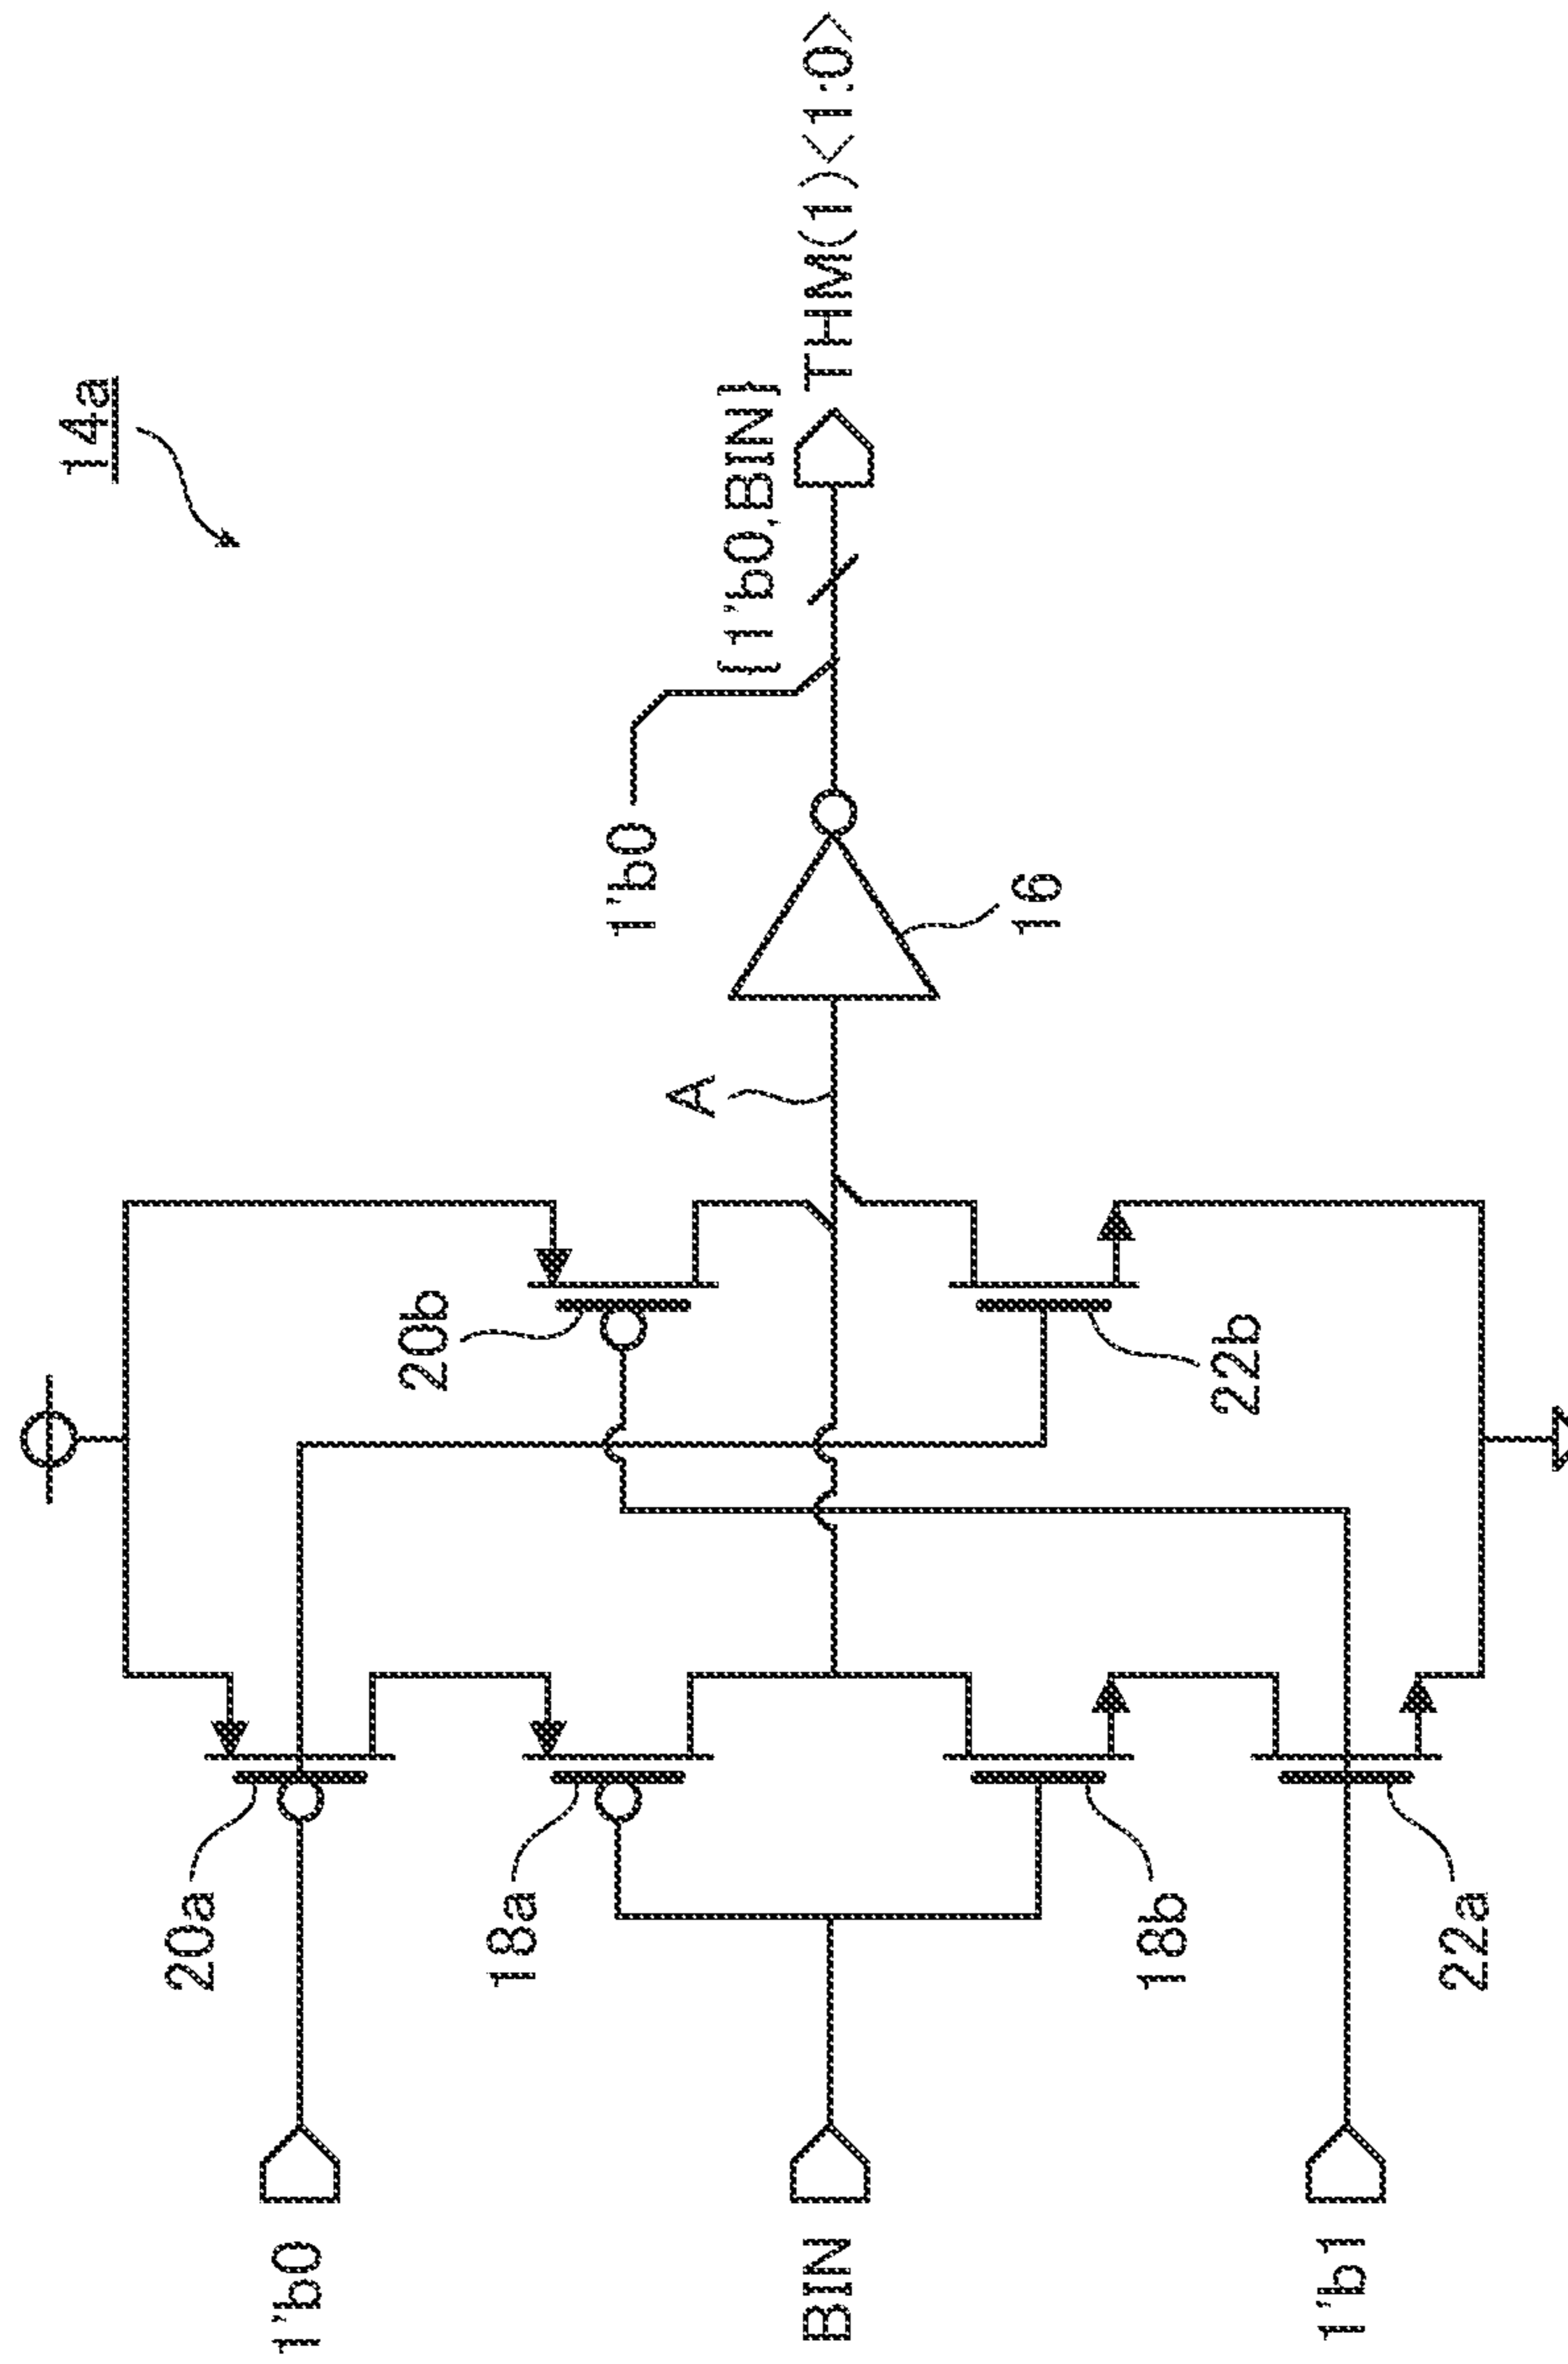 14a
1'b0
BIN
1'b1
20a
18a
18b
22a
20b
22b
A
16
1'b0
{1'b0,BIN}
THM(1)<1:0>